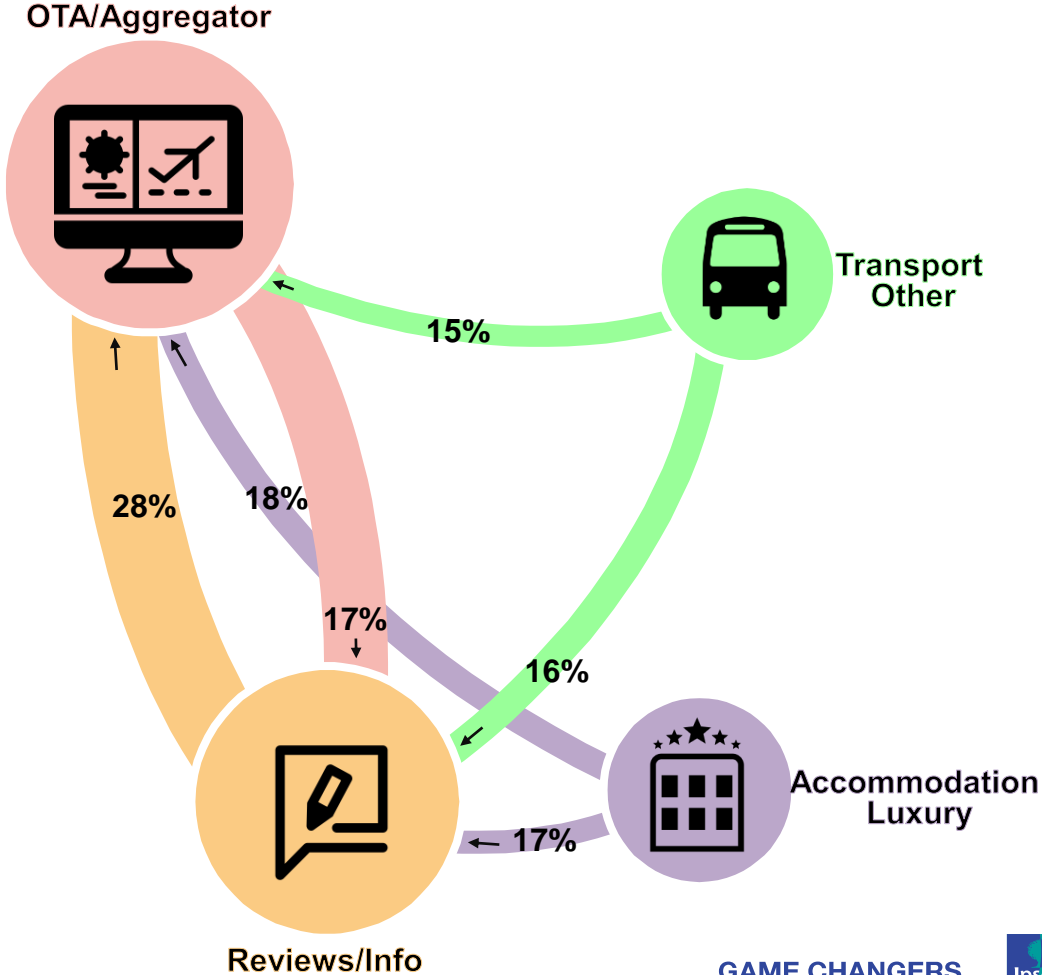 OTA/Aggregator
Transport
Other
15%
28%
18%
17%
16%
Accommodation
Luxury
17%
Reviews/Info
GAME CHANGERS